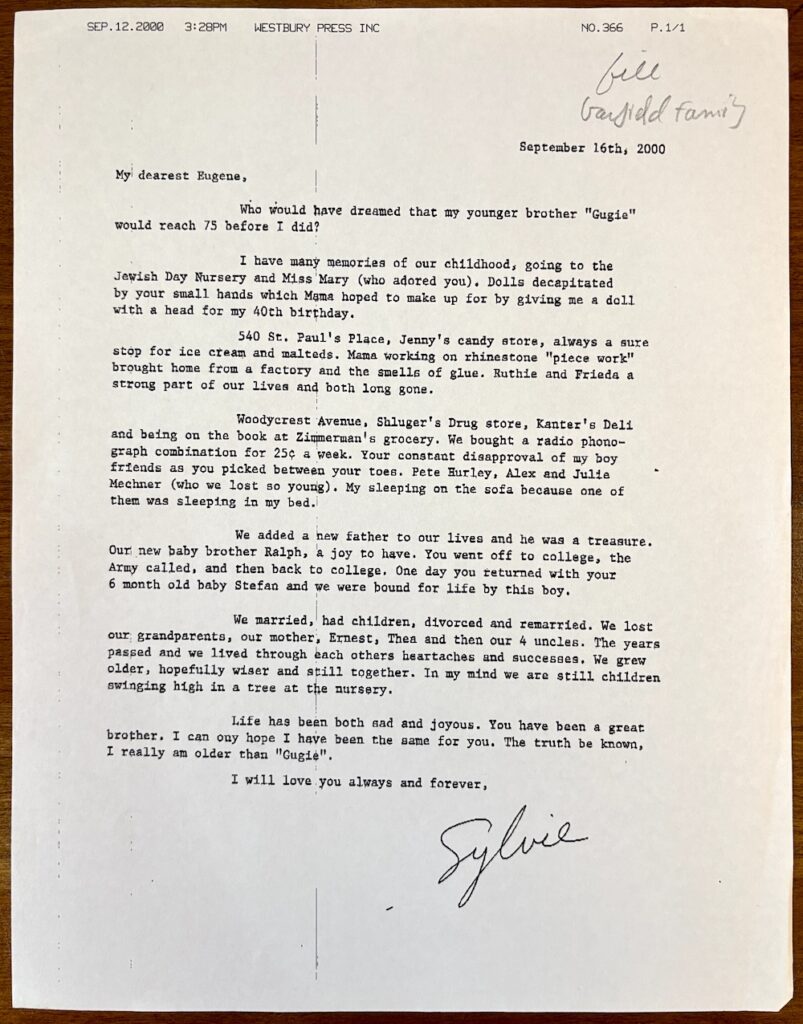 SEP.12.2000 3:28PM WESTBURY PRESS INC NO.366 P.1/1
file
Garfield Family
September 16th, 2000
My dearest Eugene,
Who would have dreamed that my younger brother "Gugie"
would reach 75 before I did?
I have many memories of our childhood, going to the
Jewish Day Nursery and Miss Mary (who adored you). Dolls decapitated
by your small hands which Mama hoped to make up for by giving me a doll
with a head for my 40th birthday.
540 St. Paul's Place, Jenny's candy store, always a sure
stop for ice cream and malteds. Mama working on rhinestone "piece work"
brought home from a factory and the smells of glue. Ruthie and Frieda a
strong part of our lives and both long gone.
Woodycrest Avenue, Shluger's Drug store, Kanter's Deli
and being on the book at Zimmerman's grocery. We bought a radio phono-
graph combination for 25¢ a week. Your constant disapproval of my boy
friends as you picked between your toes. Pete Hurley, Alex and Julie
Mechner (who we lost so young). My sleeping on the sofa because one of
them was sleeping in my bed.
We added a new father to our lives and he was a treasure.
Our new baby brother Ralph, a joy to have. You went off to college, the
Army called, and then back to college. One day you returned with your
6 month old baby Stefan and we were bound for life by this boy.
We married, had children, divorced and remarried. We lost
our grandparents, our mother, Ernest, Thea and then our 4 uncles. The years
passed and we lived through each others heartaches and successes. We grew
older, hopefully wiser and still together. In my mind we are still children
swinging high in a tree at the nursery.
Life has been both sad and joyous. You have been a great
brother. I can ony hope I have been the same for you. The truth be known,
I really am older than "Gugie".
I will love you always and forever,
Sylvie